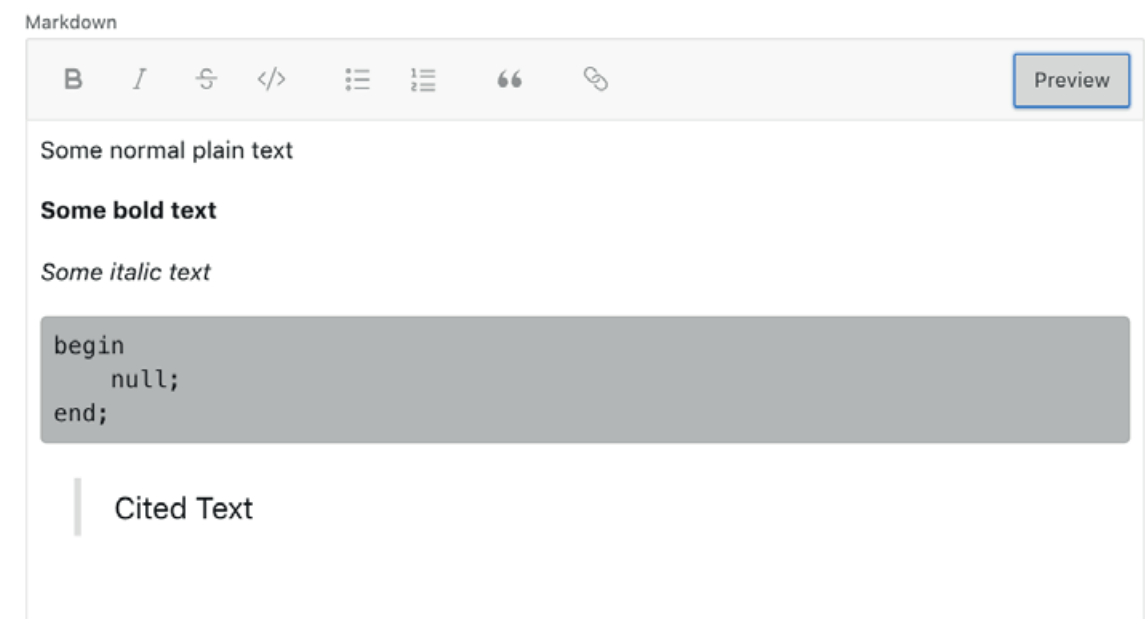 Markdown
B I S </> Preview
Some normal plain text
Some bold text
Some italic text
begin
    null;
end;
Cited Text